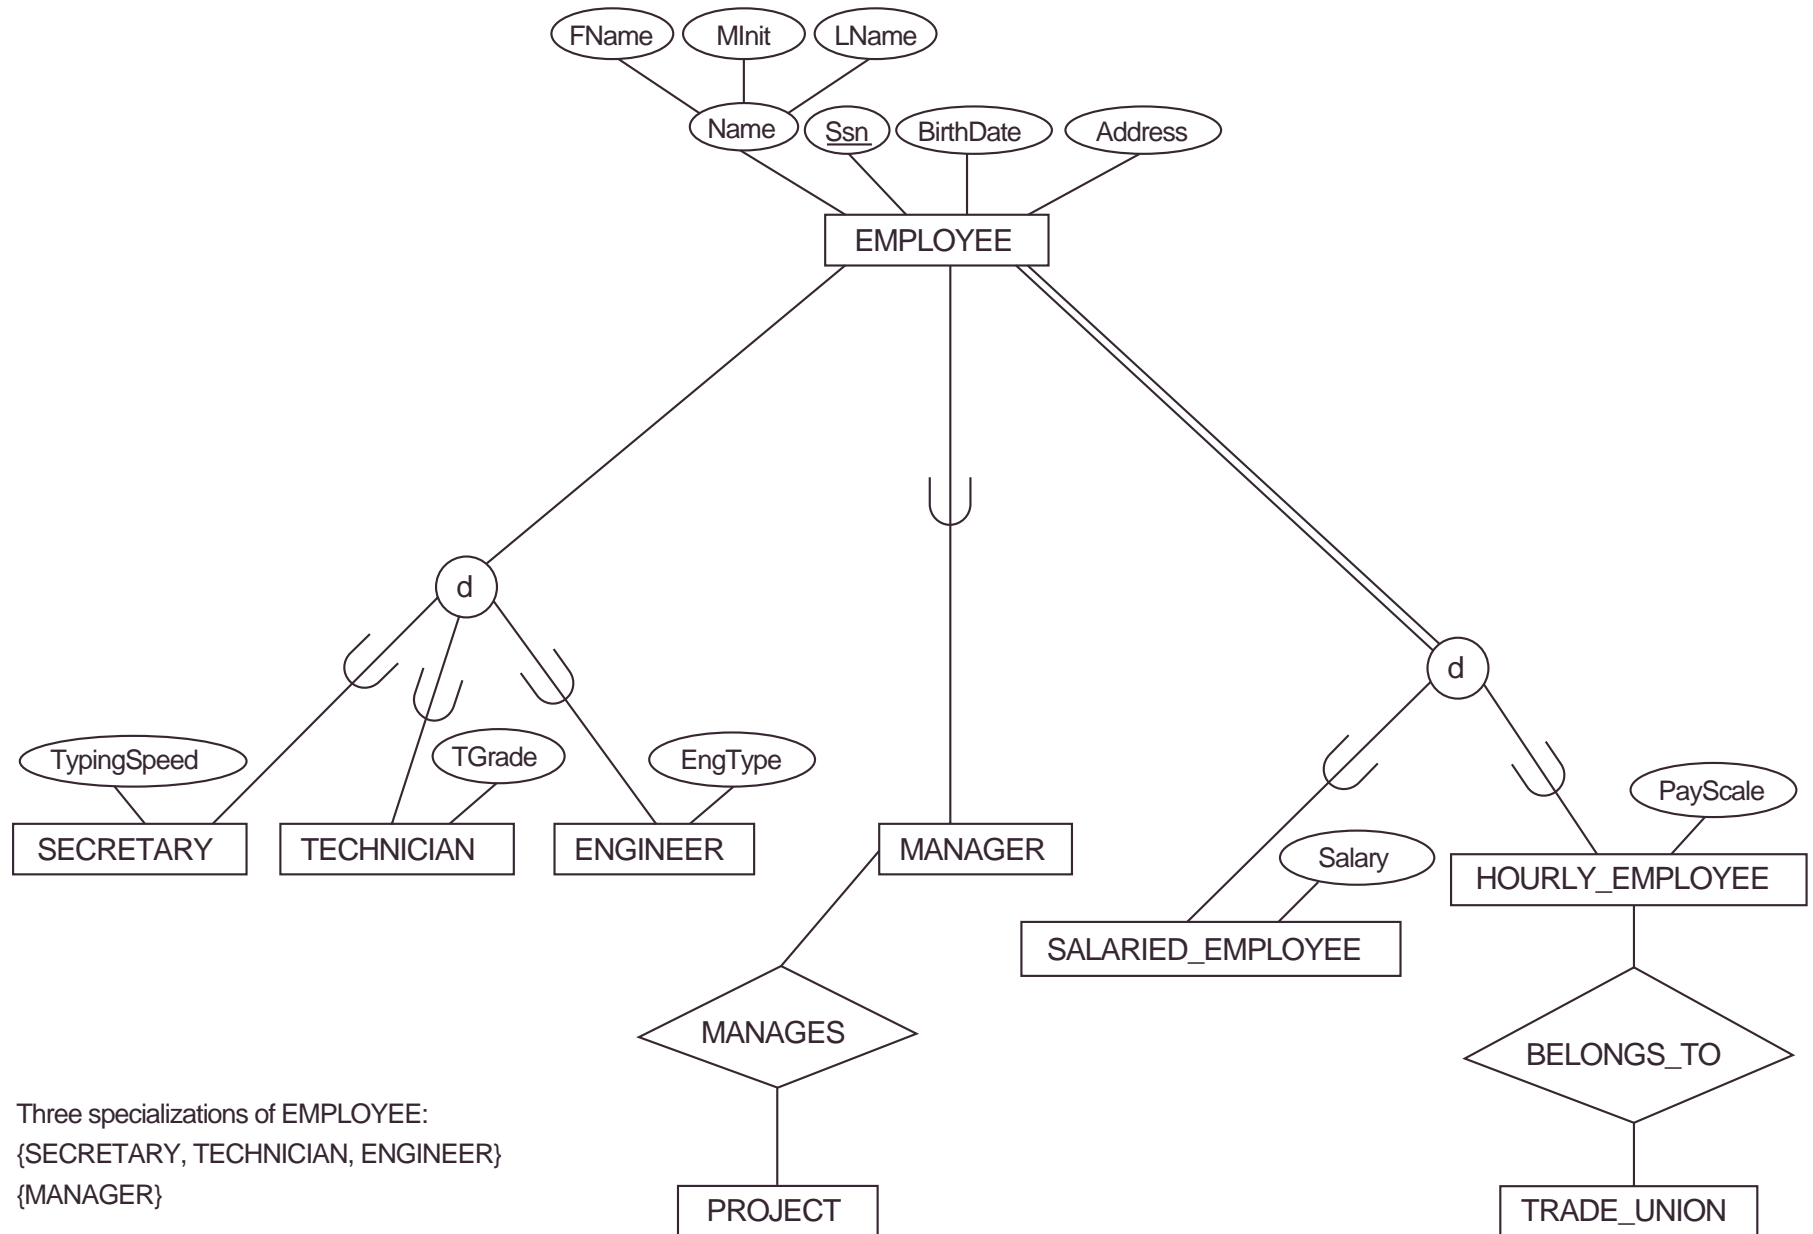 FName
MInit
LName
Name
Ssn
BirthDate
Address
EMPLOYEE
d
d
TypingSpeed
TGrade
EngType
PayScale
SECRETARY
TECHNICIAN
ENGINEER
MANAGER
Salary
HOURLY_EMPLOYEE
SALARIED_EMPLOYEE
MANAGES
BELONGS_TO
Three specializations of EMPLOYEE:
{SECRETARY, TECHNICIAN, ENGINEER}
{MANAGER}
PROJECT
TRADE_UNION